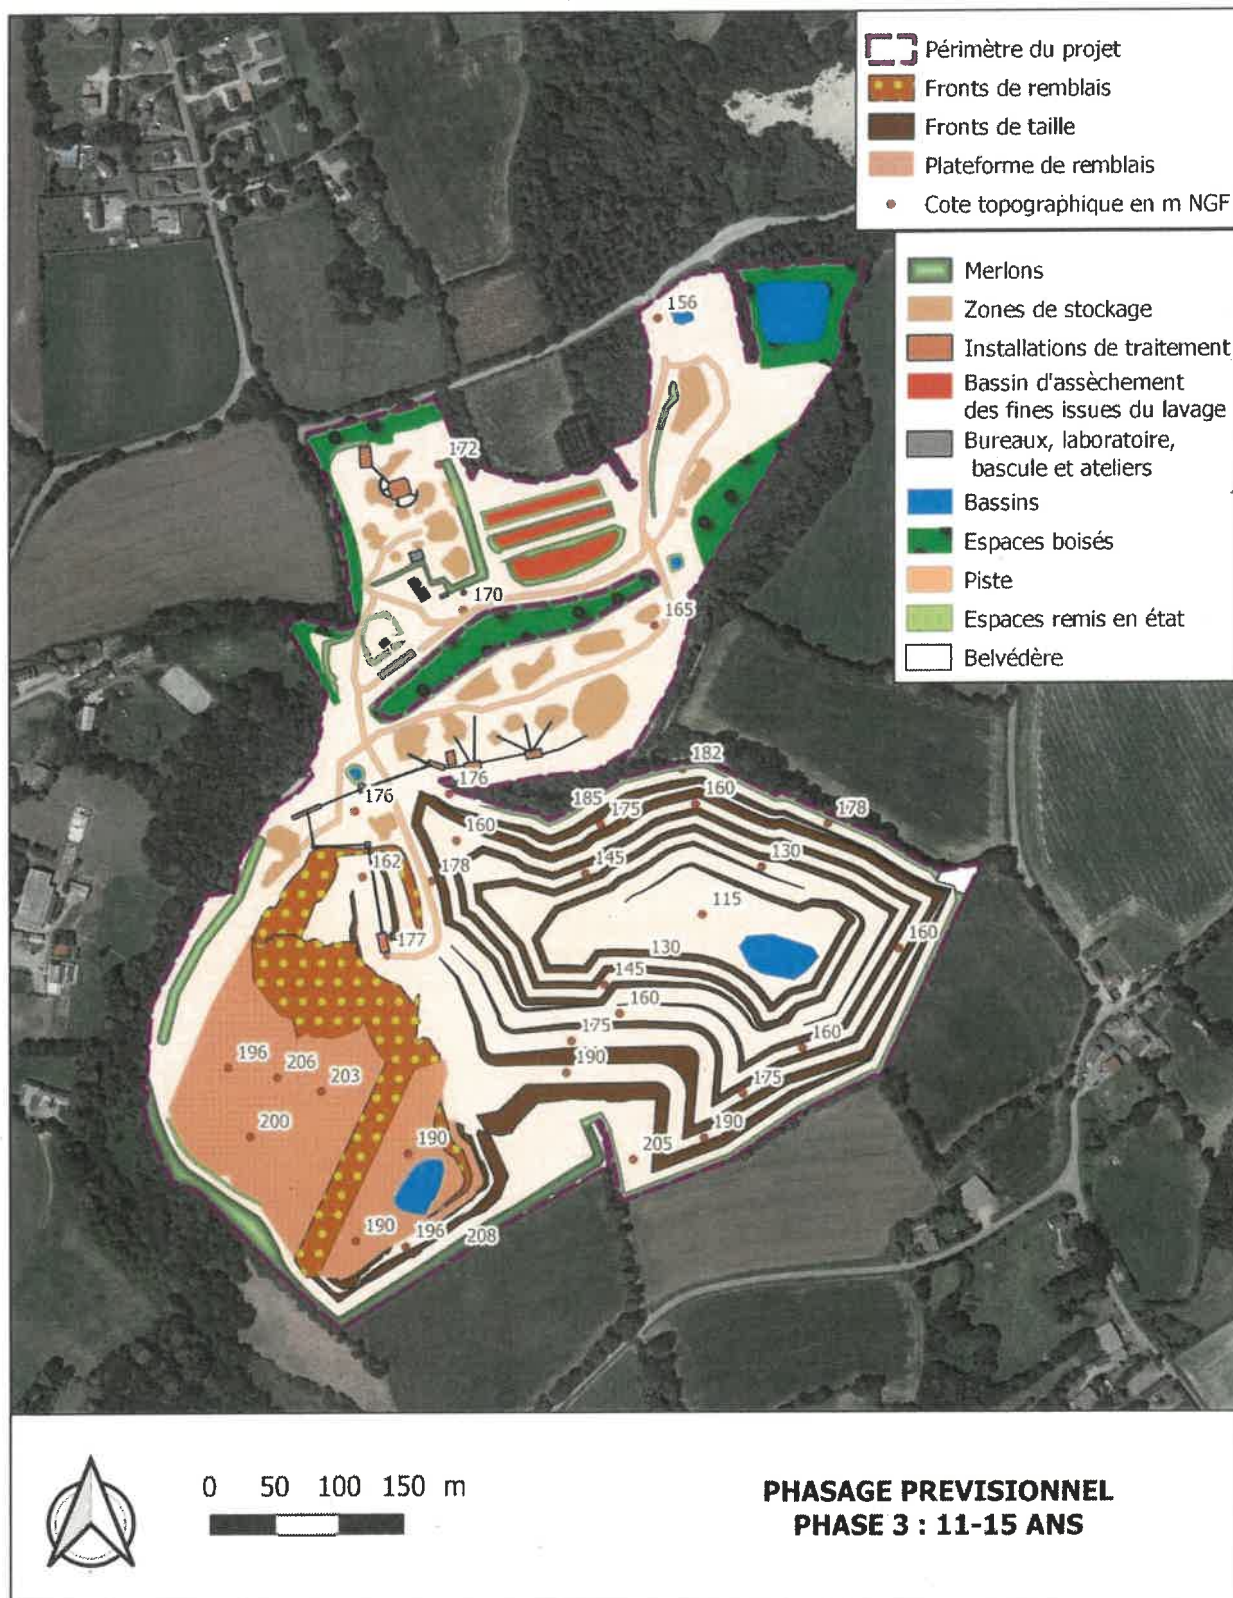 Périmètre du projet
Fronts de remblais
Fronts de taille
Plateforme de remblais
Cote topographique en m NGF
Merlons
Zones de stockage
Installations de traitement
Bassin d'assèchement
des fines issues du lavage
Bureaux, laboratoire,
bascule et ateliers
Bassins
Espaces boisés
Piste
Espaces remis en état
Belvédère
156
172
170
165
182
176
176
185
175
160
178
160
145
130
162
178
115
177
130
160
145
160
175
160
190
196
206
203
175
200
190
190
205
190
196
208
0 50 100 150 m
PHASAGE PREVISIONNEL
PHASE 3 : 11-15 ANS